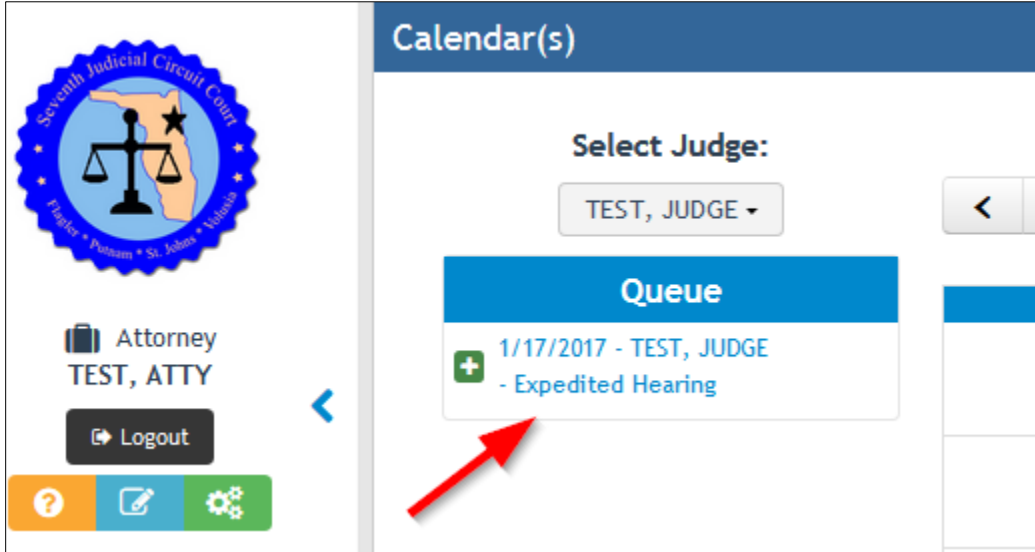 Seventh Judicial Circuit Court
Flagler * Putnam * St. Johns * Volusia
Attorney
TEST, ATTY
Logout
?
Calendar(s)
Select Judge:
TEST, JUDGE
Queue
1/17/2017 - TEST, JUDGE
- Expedited Hearing